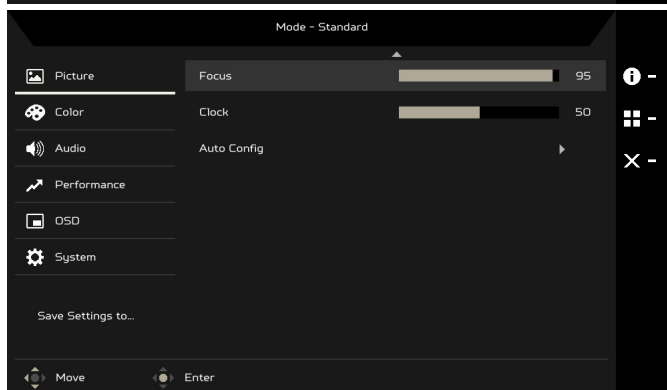 Mode - Standard
Picture
Focus 95
Color
Clock 50
Audio
Auto Config
Performance
OSD
System
Save Settings to...
Move Enter